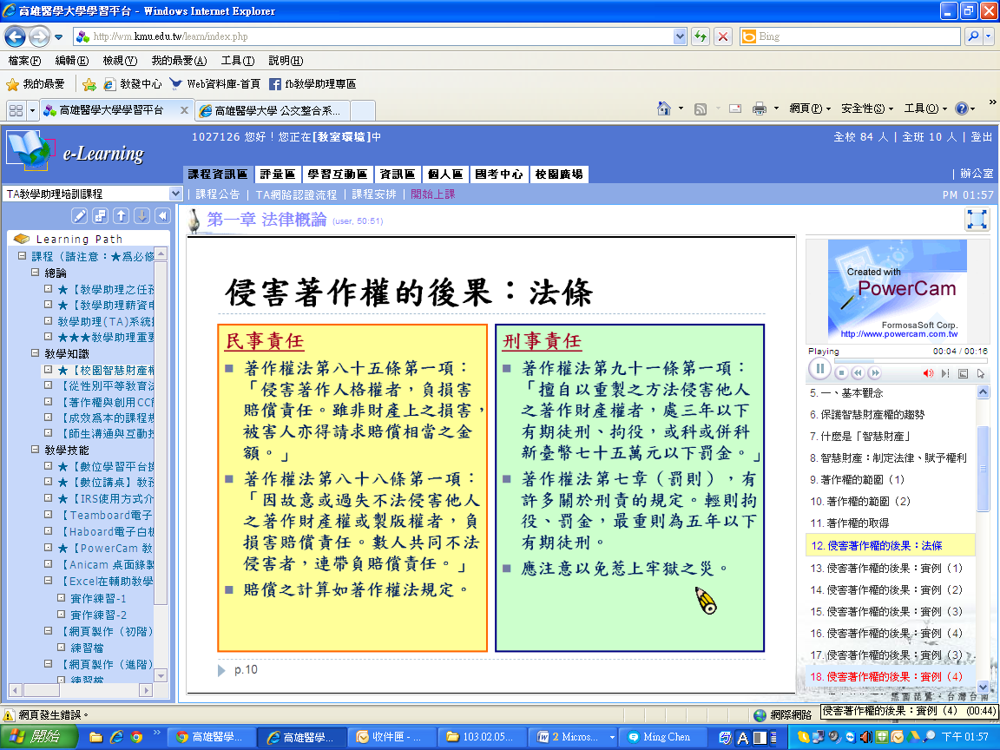 高雄醫學大學學習平台 - Windows Internet Explorer
http://wm.kmu.edu.tw/learn/index.php
Bing
檔案(F) 編輯(E) 檢視(V) 我的最愛(A) 工具(T) 說明(H)
我的最愛 教發中心 Web資料庫-首頁 fb教學助理專區
高雄醫學大學學習平台 高雄醫學大學 公文整合系...
網頁(P) 安全性(S) 工具(O)
e-Learning
1027126 您好！您正在[教室環境]中
全校 84 人 | 全班 10 人 | 登出
課程資訊區 評量區 學習互動區 資訊區 個人區 國考中心 校園廣場
| 辦公室
TA教學助理培訓課程
| 課程公告 | TA網路認證流程 | 課程安排 | 開始上課
PM 01:57
Learning Path
課程（請注意：★為必修
總論
★【教學助理之任務
★【教學助理薪資申
教學助理(TA)系統
★★★教學助理重要
教學知識
★【校園智慧財產權
【從性別平等教育法
【著作權與創用CC
【成效為本的課程規
【師生溝通與互動技
教學技能
★【數位學習平台操
★【數位講桌】教
★【IRS使用方式介
【Teamboard電子
【Haboard電子白板
★【PowerCam 教
【Anicam 桌面錄製
【Excel在輔助教學
實作練習-1
實作練習-2
【網頁製作（初階）
練習檔
【網頁製作（進階）
練習檔
第一章 法律概論 (user, 50:51)
侵害著作權的後果：法條
民事責任
著作權法第八十五條第一項：
「侵害著作人格權者，負損害
賠償責任。雖非財產上之損害，
被害人亦得請求賠償相當之金
額。」
著作權法第八十八條第一項：
「因故意或過失不法侵害他人
之著作財產權或製版權者，負
損害賠償責任。數人共同不法
侵害者，連帶負賠償責任。」
賠償之計算如著作權法規定。
刑事責任
著作權法第九十一條第一項：
「擅自以重製之方法侵害他人
之著作財產權者，處三年以下
有期徒刑、拘役，或科或併科
新臺幣七十五萬元以下罰金。」
著作權法第七章（罰則），有
許多關於刑責的規定。輕則拘
役、罰金，最重則為五年以下
有期徒刑。
應注意以免惹上牢獄之災。
p.10
Created with
PowerCam
FormosaSoft Corp.
http://www.powercam.com.tw
Playing 00:04 / 00:16
5. 一、基本觀念
6. 保護智慧財產權的趨勢
7. 什麼是「智慧財產」
8. 智慧財產：制定法律、賦予權利
9. 著作權的範圍（1）
10. 著作權的範圍（2）
11. 著作權的取得
12. 侵害著作權的後果：法條
13. 侵害著作權的後果：實例（1）
14. 侵害著作權的後果：實例（2）
15. 侵害著作權的後果：實例（3）
16. 侵害著作權的後果：實例（4）
17. 侵害著作權的後果：實例（3）
18. 侵害著作權的後果：實例（4）
侵害著作權的後果：實例（4） (00:44)
網頁發生錯誤。
網際網路
開始
高雄醫學...
高雄醫學...
收件匣 - ...
103.02.05...
2 Micros...
Ming Chen
下午 01:57